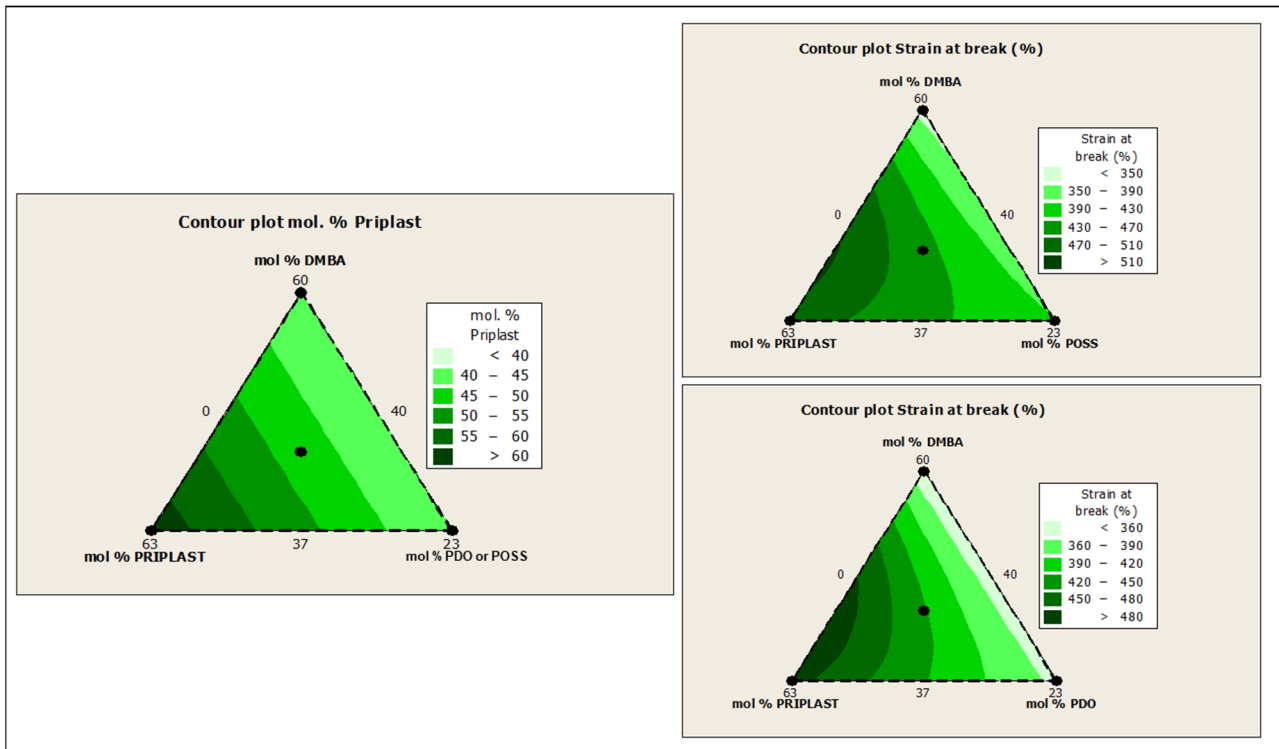 Contour plot mol. % Priplast
mol % DMBA
60
0
40
63
37
23
mol % PRIPLAST
mol % PDO or POSS
mol. %
Priplast
< 40
40 – 45
45 – 50
50 – 55
55 – 60
> 60
Contour plot Strain at break (%)
mol % DMBA
60
0
40
63
37
23
mol % PRIPLAST
mol % POSS
Strain at
break (%)
< 350
350 – 390
390 – 430
430 – 470
470 – 510
> 510
Contour plot Strain at break (%)
mol % DMBA
60
0
40
63
37
23
mol % PRIPLAST
mol % PDO
Strain at
break (%)
< 360
360 – 390
390 – 420
420 – 450
450 – 480
> 480